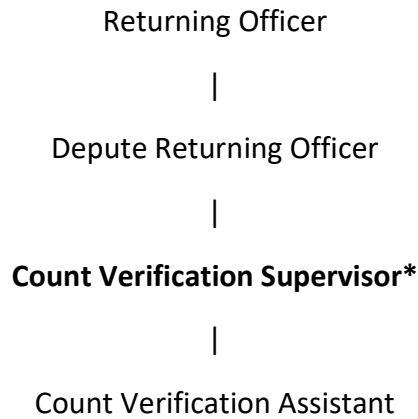 Returning Officer
|
Depute Returning Officer
|
Count Verification Supervisor*
|
Count Verification Assistant